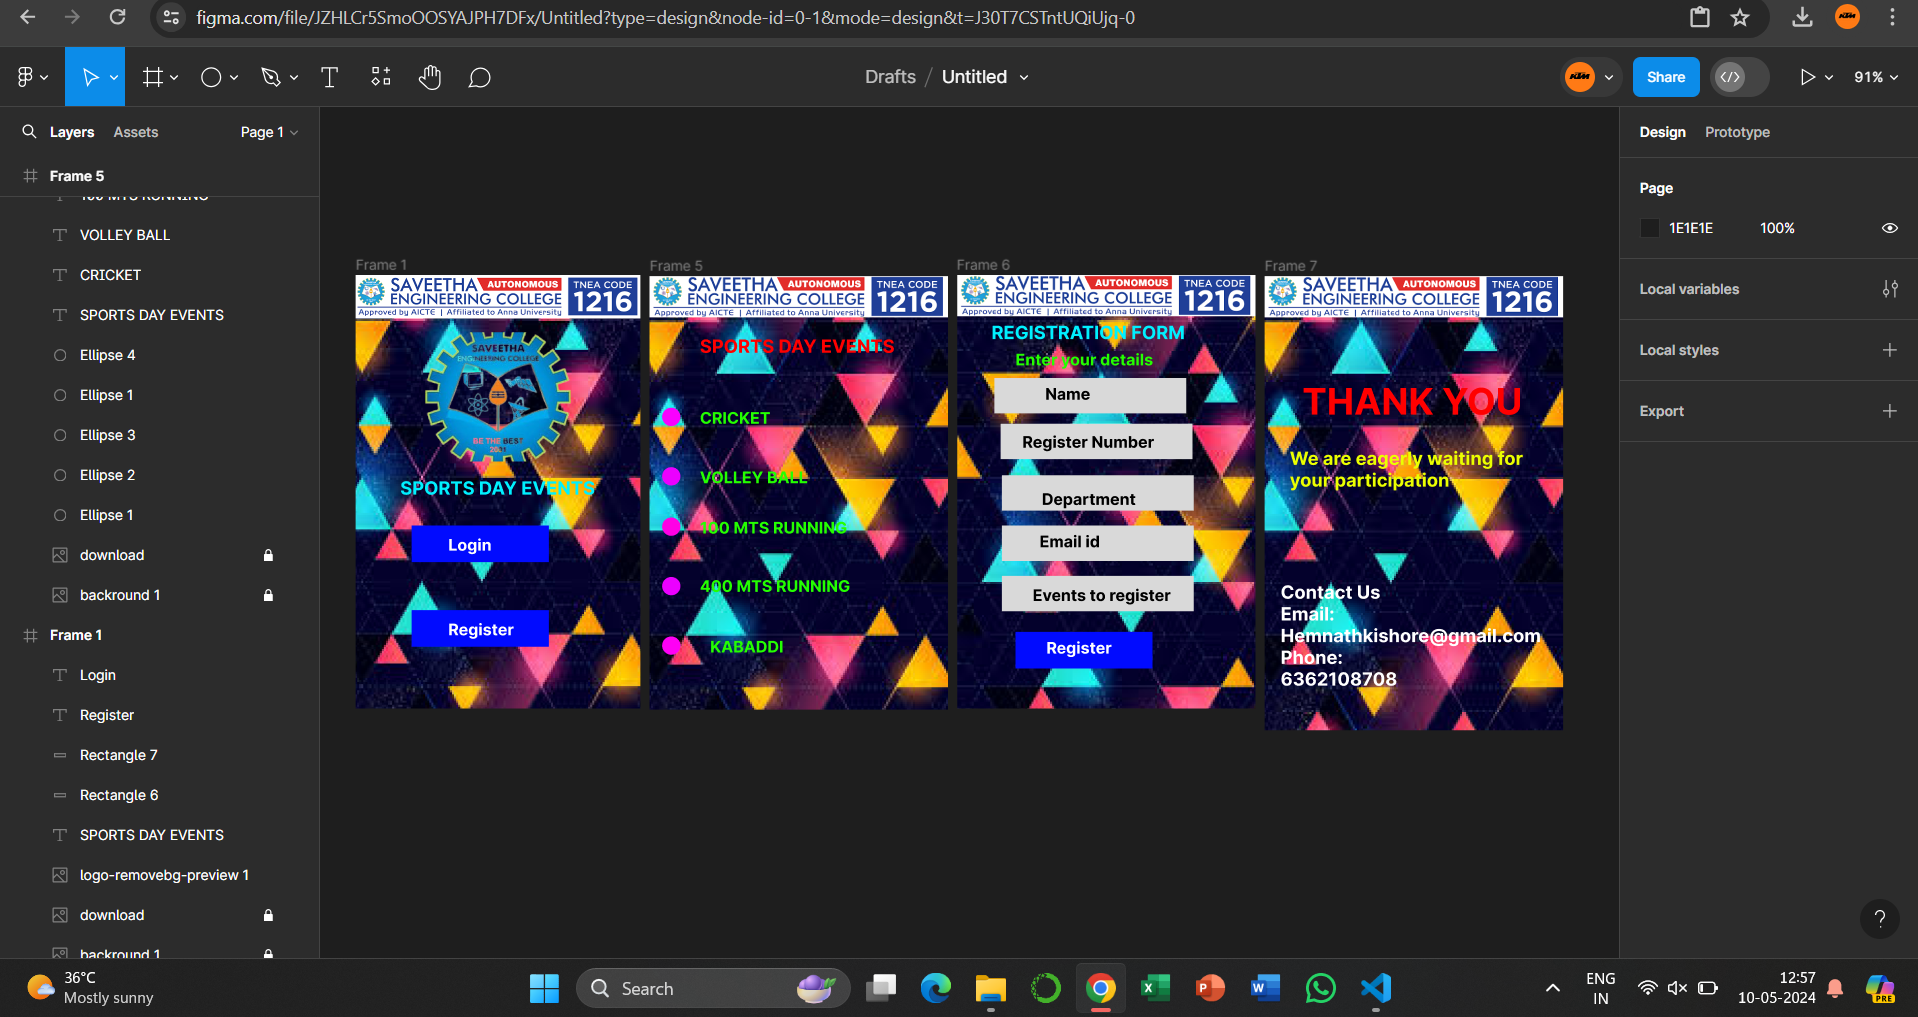 figma.com/file/JZHLCr5SmoOOSYAJPH7DFx/Untitled?type=design&node-id=0-1&mode=design&t=J30T7CSTntUQiUjq-0
Drafts / Untitled
Share
91%
Layers Assets Page 1
Frame 5
100 MTS RUNNING
VOLLEY BALL
CRICKET
SPORTS DAY EVENTS
Ellipse 4
Ellipse 1
Ellipse 3
Ellipse 2
Ellipse 1
download
backround 1
Frame 1
Login
Register
Rectangle 7
Rectangle 6
SPORTS DAY EVENTS
logo-removebg-preview 1
download
backround 1
Frame 1
SAVEETHA AUTONOMOUS
ENGINEERING COLLEGE
Approved by AICTE | Affiliated to Anna University
TNEA CODE
1216
SAVEETHA
ENGINEERING COLLEGE
BE THE BEST
2001
SPORTS DAY EVENTS
Login
Register
Frame 5
SAVEETHA AUTONOMOUS
ENGINEERING COLLEGE
Approved by AICTE | Affiliated to Anna University
TNEA CODE
1216
SPORTS DAY EVENTS
CRICKET
VOLLEY BALL
100 MTS RUNNING
400 MTS RUNNING
KABADDI
Frame 6
SAVEETHA AUTONOMOUS
ENGINEERING COLLEGE
Approved by AICTE | Affiliated to Anna University
TNEA CODE
1216
REGISTRATION FORM
Enter your details
Name
Register Number
Department
Email id
Events to register
Register
Frame 7
SAVEETHA AUTONOMOUS
ENGINEERING COLLEGE
Approved by AICTE | Affiliated to Anna University
TNEA CODE
1216
THANK YOU
We are eagerly waiting for
your participation
Contact Us
Email:
Hemnathkishore@gmail.com
Phone:
6362108708
Design Prototype
Page
1E1E1E 100%
Local variables
Local styles
Export
?
36°C
Mostly sunny
Search
ENG
IN
12:57
10-05-2024
PRE